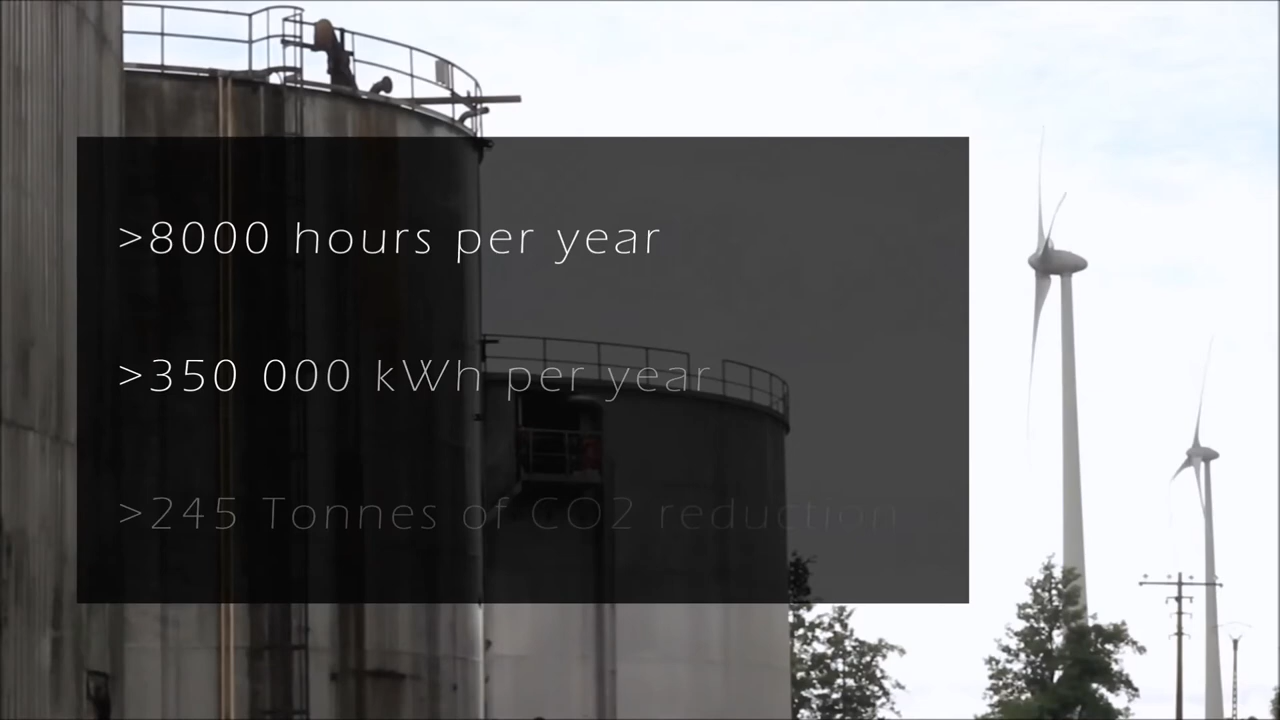 >8000 hours per year
>350 000 kWh per year
>245 Tonnes of CO2 reduction